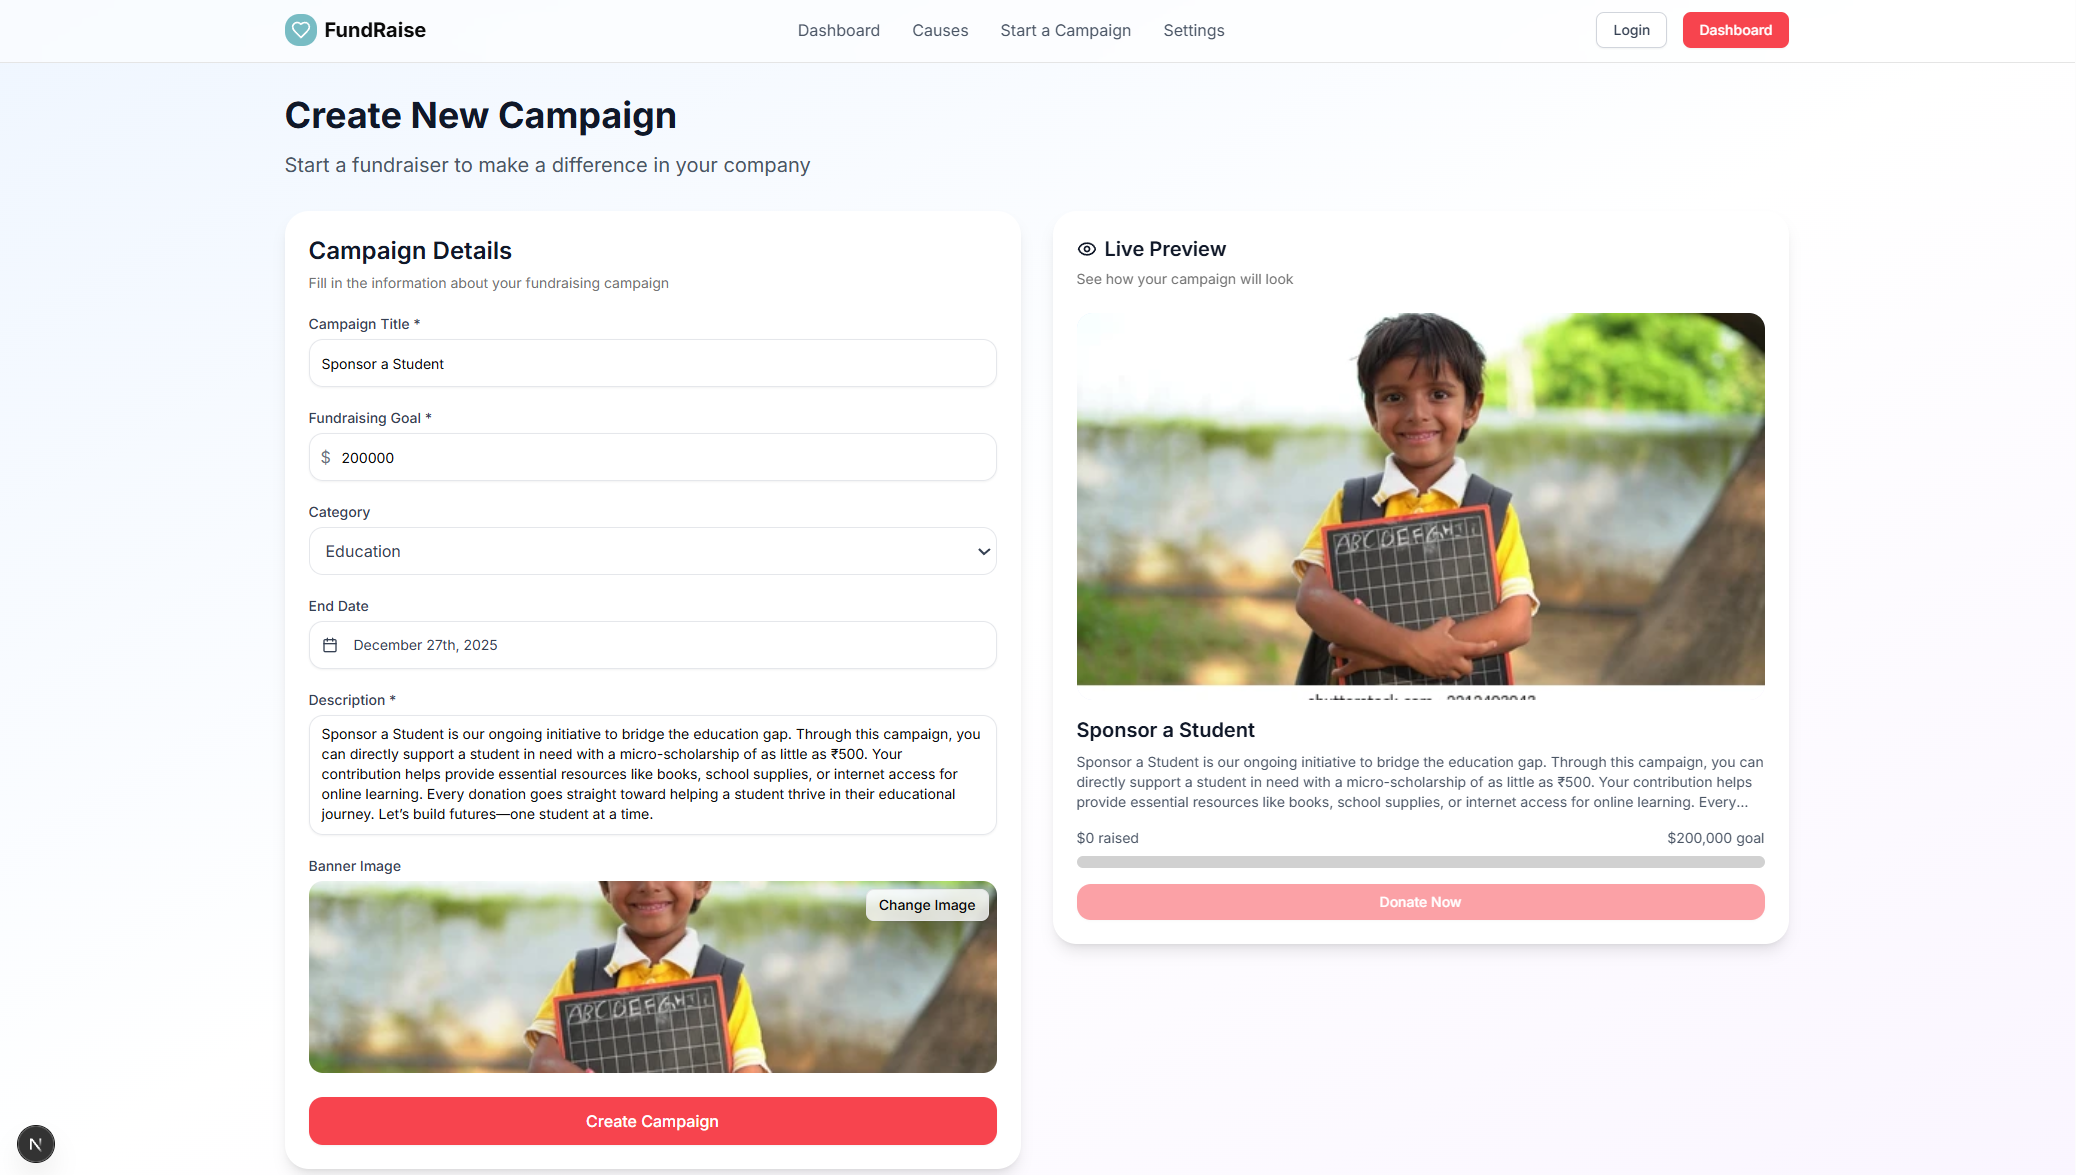 FundRaise
Dashboard
Causes
Start a Campaign
Settings
Login
Dashboard
Create New Campaign
Start a fundraiser to make a difference in your company
Campaign Details
Fill in the information about your fundraising campaign
Campaign Title *
Sponsor a Student
Fundraising Goal *
$ 200000
Category
Education
End Date
December 27th, 2025
Description *
Sponsor a Student is our ongoing initiative to bridge the education gap. Through this campaign, you
can directly support a student in need with a micro-scholarship of as little as ₹500. Your
contribution helps provide essential resources like books, school supplies, or internet access for
online learning. Every donation goes straight toward helping a student thrive in their educational
journey. Let’s build futures—one student at a time.
Banner Image
Change Image
ABCDEFGHI
Create Campaign
N
Live Preview
See how your campaign will look
ABCDEFGHI
Sponsor a Student
Sponsor a Student is our ongoing initiative to bridge the education gap. Through this campaign, you can
directly support a student in need with a micro-scholarship of as little as ₹500. Your contribution helps
provide essential resources like books, school supplies, or internet access for online learning. Every...
$0 raised
$200,000 goal
Donate Now